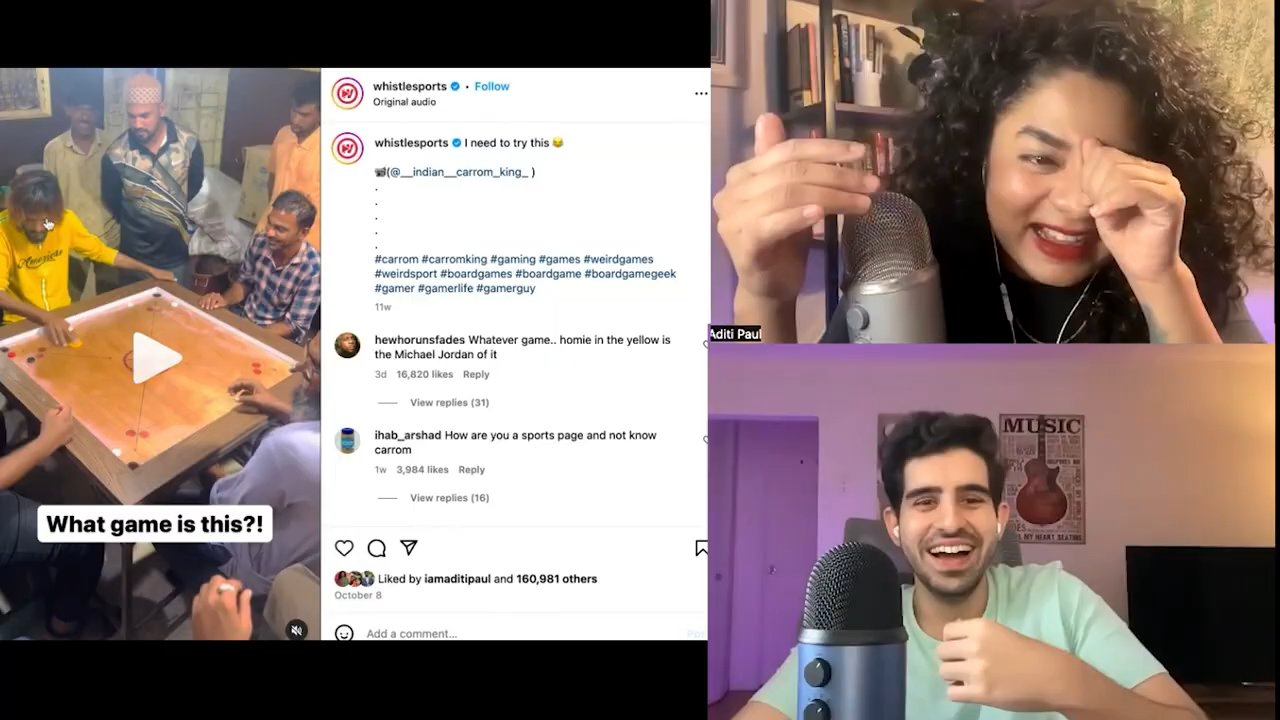 whistlesports • Follow
Original audio
whistlesports I need to try this 😂
📹(@__indian__carrom_king_ )
.
.
.
.
.
#carrom #carromking #gaming #games #weirdgames
#weirdsport #boardgames #boardgame #boardgamegeek
#gamer #gamerlife #gamerguy
11w
hewhorunsfades Whatever game.. homie in the yellow is
the Michael Jordan of it
3d 16,820 likes Reply
View replies (31)
ihab_arshad How are you a sports page and not know
carrom
1w 3,984 likes Reply
View replies (16)
What game is this?!
Liked by iamaditipaul and 160,981 others
October 8
Add a comment...
Aditi Paul
MUSIC